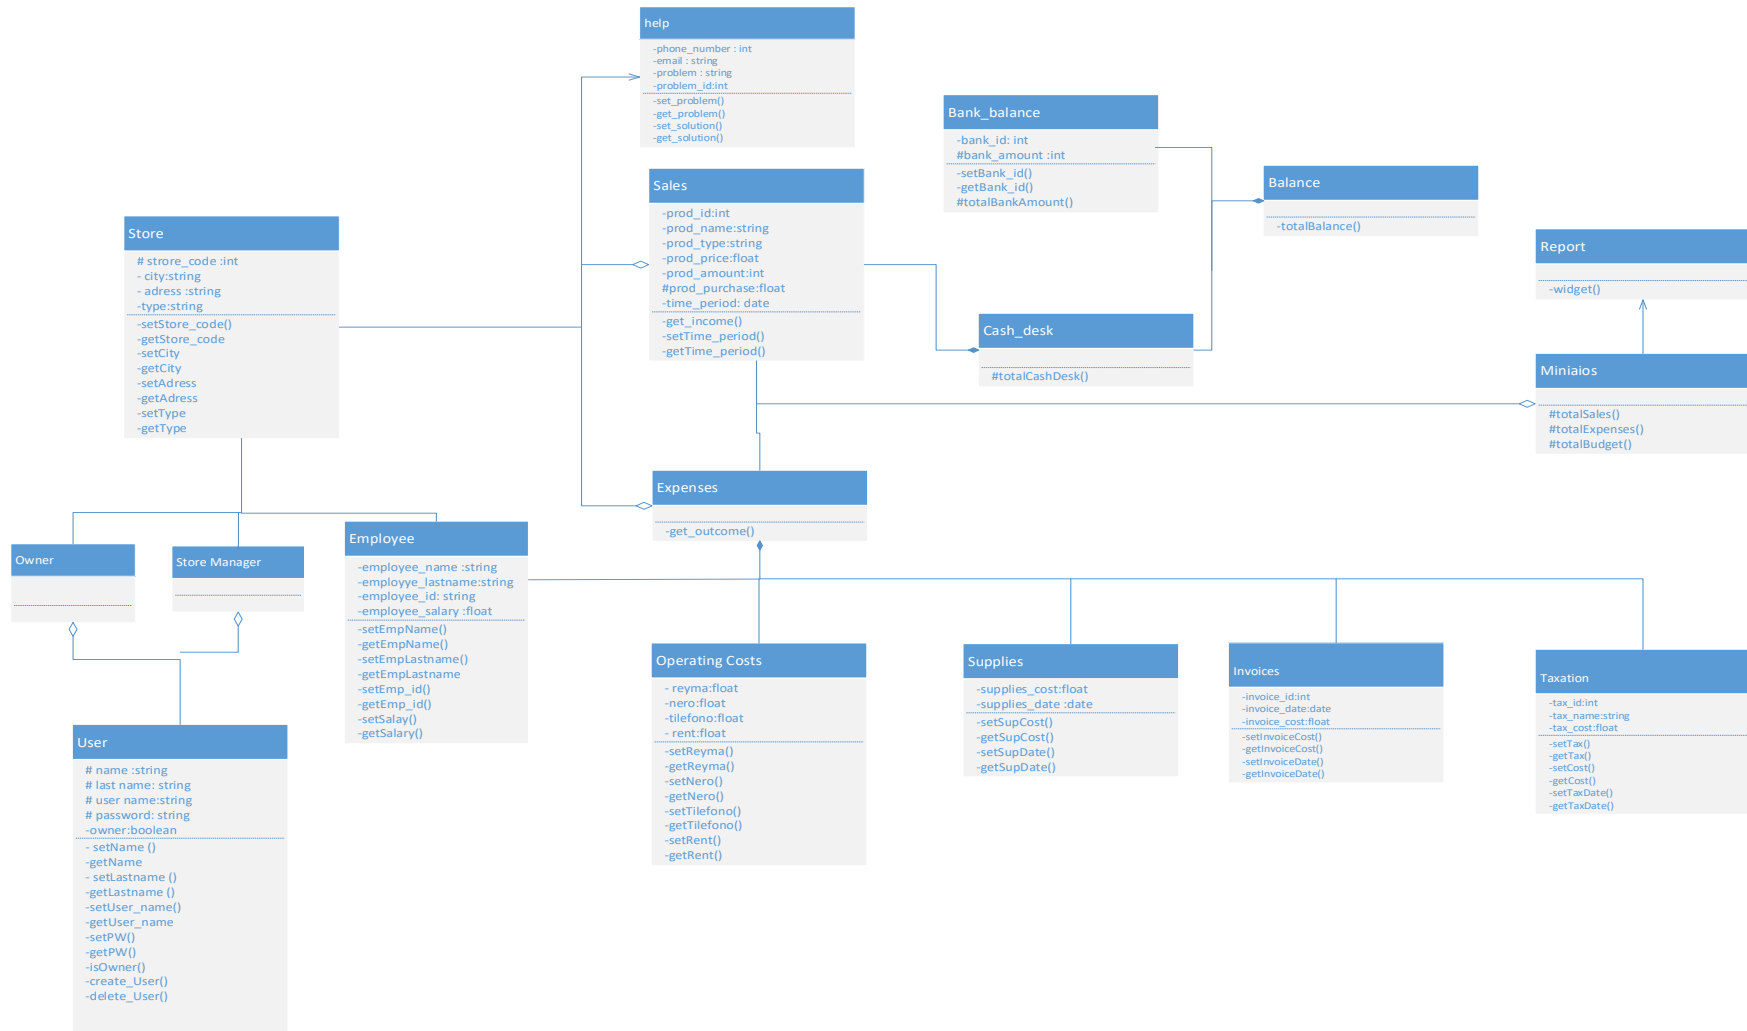 help
-phone_number : int
-email : string
-problem : string
-problem_id:int
-set_problem()
-get_problem()
-set_solution()
-get_solution()
Bank_balance
-bank_id: int
#bank_amount :int
-setBank_id()
-getBank_id()
#totalBankAmount()
Balance
-totalBalance()
Sales
-prod_id:int
-prod_name:string
-prod_type:string
-prod_price:float
-prod_amount:int
#prod_purchase:float
-time_period: date
-get_income()
-setTime_period()
-getTime_period()
Store
# strore_code :int
- city:string
- adress :string
-type:string
-setStore_code()
-getStore_code
-setCity
-getCity
-setAdress
-getAdress
-setType
-getType
Report
-widget()
Cash_desk
#totalCashDesk()
Miniaios
#totalSales()
#totalExpenses()
#totalBudget()
Expenses
-get_outcome()
Owner
Store Manager
Employee
-employee_name :string
-employye_lastname:string
-employee_id: string
-employee_salary :float
-setEmpName()
-getEmpName()
-setEmpLastname()
-getEmpLastname
-setEmp_id()
-getEmp_id()
-setSalay()
-getSalary()
Operating Costs
- reyma:float
-nero:float
-tilefono:float
- rent:float
-setReyma()
-getReyma()
-setNero()
-getNero()
-setTilefono()
-getTilefono()
-setRent()
-getRent()
Supplies
-supplies_cost:float
-supplies_date :date
-setSupCost()
-getSupCost()
-setSupDate()
-getSupDate()
Invoices
-invoice_id:int
-invoice_date:date
-invoice_cost:float
-setInvoiceCost()
-getInvoiceCost()
-setInvoiceDate()
-getInvoiceDate()
Taxation
-tax_id:int
-tax_name:string
-tax_cost:float
-setTax()
-getTax()
-setCost()
-getCost()
-setTaxDate()
-getTaxDate()
User
# name :string
# last name: string
# user name:string
# password: string
-owner:boolean
- setName ()
-getName
- setLastname ()
-getLastname ()
-setUser_name()
-getUser_name
-setPW()
-getPW()
-isOwner()
-create_User()
-delete_User()